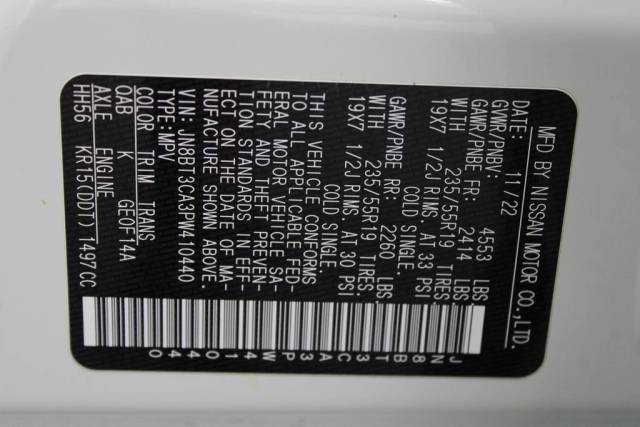 MFD BY NISSAN MOTOR CO.,LTD.
DATE: 11/22
GVWR/PNBV: 4553 LBS.
GAWR/PNBE FR: 2414 LBS.
WITH 235/55R19 TIRES:
19X7 1/2J RIMS, AT 33 PSI
COLD SINGLE.
GAWR/PNBE RR: 2260 LBS.
WITH 235/55R19 TIRES:
19X7 1/2J RIMS, AT 30 PSI
COLD SINGLE.
THIS VEHICLE CONFORMS
TO ALL APPLICABLE FED-
ERAL MOTOR VEHICLE SA-
FETY AND THEFT PREVEN-
TION STANDARDS IN EFF-
ECT ON THE DATE OF MA-
NUFACTURE SHOWN ABOVE.
VIN: JN8BT3CA3PW410440
TYPE: MPV
COLOR TRIM TRANS
QAB K GE0F14A
AXLE ENGINE
HH56 KR15(DDT) 1497CC
JN8BT3CA3PW410440